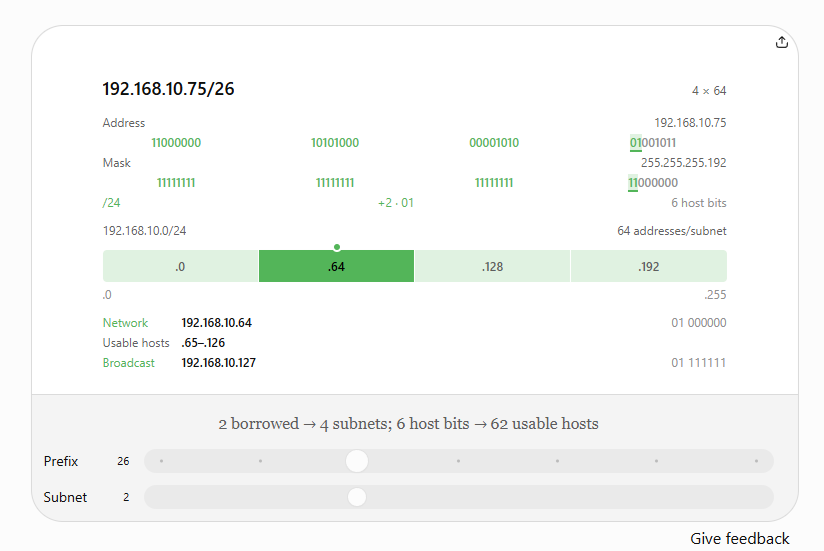 192.168.10.75/26 4 × 64
Address 192.168.10.75
11000000 10101000 00001010 01001011
Mask 255.255.255.192
11111111 11111111 11111111 11000000
/24 +2 · 01 6 host bits
192.168.10.0/24 64 addresses/subnet
.0 .64 .128 .192
.0 .255
Network 192.168.10.64 01 000000
Usable hosts .65–.126
Broadcast 192.168.10.127 01 111111
2 borrowed → 4 subnets; 6 host bits → 62 usable hosts
Prefix 26
Subnet 2
Give feedback